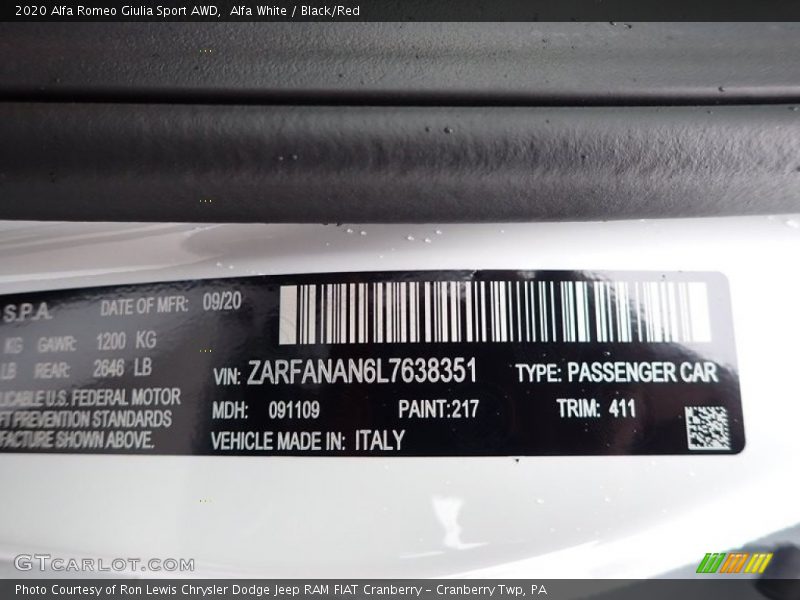 2020 Alfa Romeo Giulia Sport AWD,  Alfa White / Black/Red
S.P.A. DATE OF MFR: 09/20
KG GAWR: 1200 KG
LB REAR: 2646 LB
VIN: ZARFANAN6L7638351 TYPE: PASSENGER CAR
U.S. FEDERAL MOTOR
MDH: 091109 PAINT:217 TRIM: 411
PREVENTION STANDARDS
SHOWN ABOVE.
VEHICLE MADE IN: ITALY
GTCARLOT.COM
Photo Courtesy of Ron Lewis Chrysler Dodge Jeep RAM FIAT Cranberry - Cranberry Twp, PA